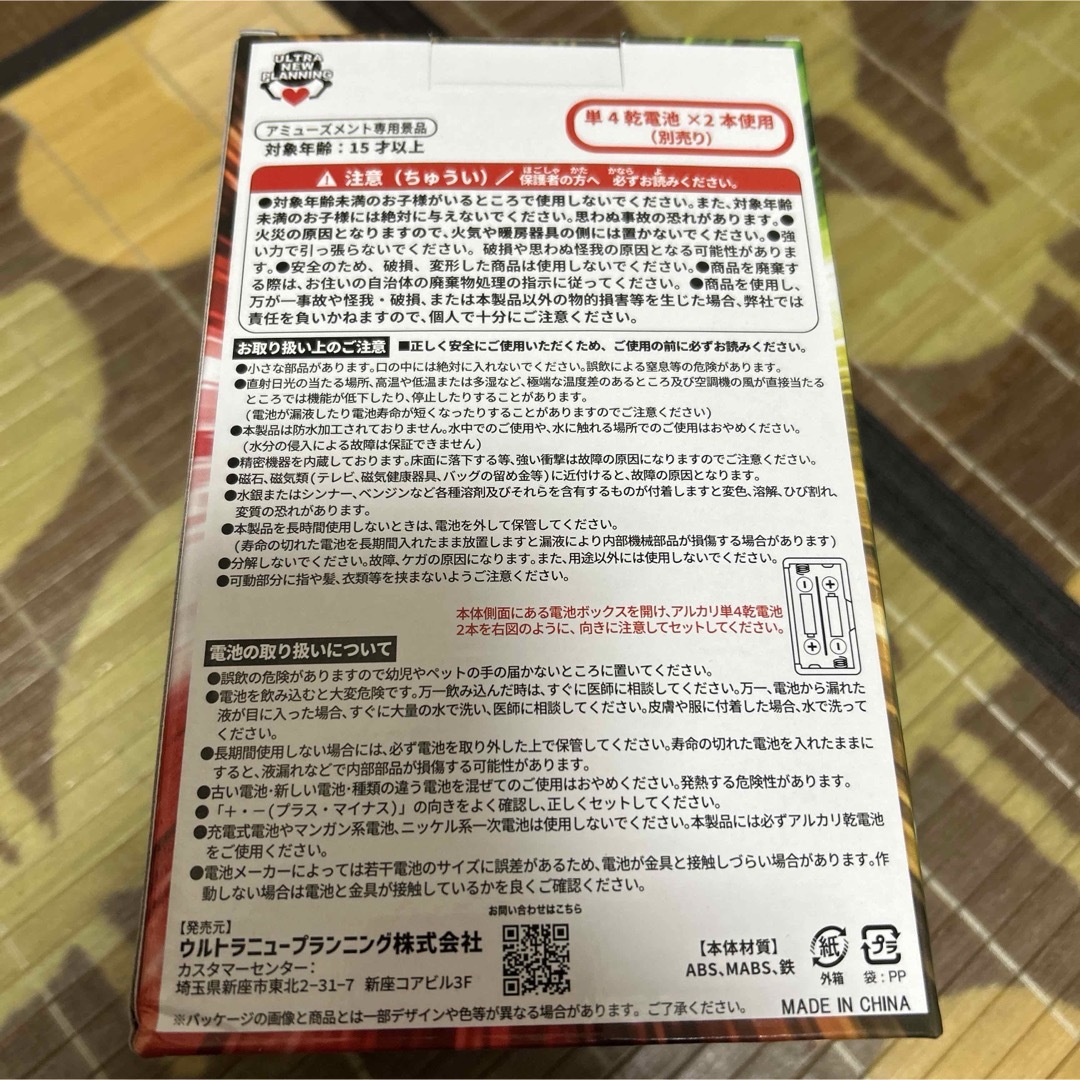 ULTRA
NEW
PLANNING
アミューズメント専用景品
対象年齢：15 才以上
単4乾電池 ×2本使用
（別売り）
注意（ちゅうい）／保護者の方へ 必ずお読みください。
ほごしゃ かた かなら よ
●対象年齢未満のお子様がいるところで使用しないでください。また、対象年齢
未満のお子様には絶対に与えないでください。思わぬ事故の恐れがあります。●
火災の原因となりますので、火気や暖房器具の側には置かないでください。●強
い力で引っ張らないでください。破損や思わぬ怪我の原因となる可能性がありま
す。●安全のため、破損、変形した商品は使用しないでください。●商品を廃棄す
る際は、お住いの自治体の廃棄物処理の指示に従ってください。●商品を使用し、
万が一事故や怪我・破損、または本製品以外の物的損害等を生じた場合、弊社では
責任を負いかねますので、個人で十分にご注意ください。
お取り扱い上のご注意 ■正しく安全にご使用いただくため、ご使用の前に必ずお読みください。
●小さな部品があります。口の中には絶対に入れないでください。誤飲による窒息等の危険があります。
●直射日光の当たる場所、高温や低温または多湿など、極端な温度差のあるところ及び空調機の風が直接当たる
ところでは機能が低下したり、停止したりすることがあります。
(電池が漏液したり電池寿命が短くなったりすることがありますのでご注意ください)
●本製品は防水加工されておりません。水中でのご使用や、水に触れる場所でのご使用はおやめください。
(水分の侵入による故障は保証できません)
●精密機器を内蔵しております。床面に落下する等、強い衝撃は故障の原因になりますのでご注意ください。
●磁石、磁気類(テレビ、磁気健康器具、バッグの留め金等)に近付けると、故障の原因となります。
●水銀またはシンナー、ベンジンなど各種溶剤及びそれらを含有するものが付着しますと変色、溶解、ひび割れ、
変質の恐れがあります。
●本製品を長時間使用しないときは、電池を外して保管してください。
(寿命の切れた電池を長期間入れたまま放置しますと漏液により内部機械部品が損傷する場合があります)
●分解しないでください。故障、ケガの原因になります。また、用途以外には使用しないでください。
●可動部分に指や髪、衣類等を挟まないようご注意ください。
本体側面にある電池ボックスを開け、アルカリ単4乾電池
2本を右図のように、向きに注意してセットしてください。
電池の取り扱いについて
●誤飲の危険がありますので幼児やペットの手の届かないところに置いてください。
●電池を飲み込むと大変危険です。万一飲み込んだ時は、すぐに医師に相談してください。万一、電池から漏れた
液が目に入った場合、すぐに大量の水で洗い、医師に相談してください。皮膚や服に付着した場合、水で洗って
ください。
●長期間使用しない場合には、必ず電池を取り外した上で保管してください。寿命の切れた電池を入れたままに
すると、液漏れなどで内部部品が損傷する可能性があります。
●古い電池・新しい電池・種類の違う電池を混ぜてのご使用はおやめください。発熱する危険性があります。
●「＋・－(プラス・マイナス)」の向きをよく確認し、正しくセットしてください。
●充電式電池やマンガン系電池、ニッケル系一次電池は使用しないでください。本製品には必ずアルカリ乾電池
をご使用ください。
●電池メーカーによっては若干電池のサイズに誤差があるため、電池が金具と接触しづらい場合があります。作
動しない場合は電池と金具が接触しているかを良くご確認ください。
お問い合わせはこちら
【発売元】
ウルトラニュープランニング株式会社
カスタマーセンター：
埼玉県新座市東北2-31-7 新座コアビル3F
【本体材質】
ABS、MABS、鉄
紙
外箱
プラ
袋：PP
※パッケージの画像と商品とは一部デザインや色等が異なる場合があります。ご了承ください。
MADE IN CHINA